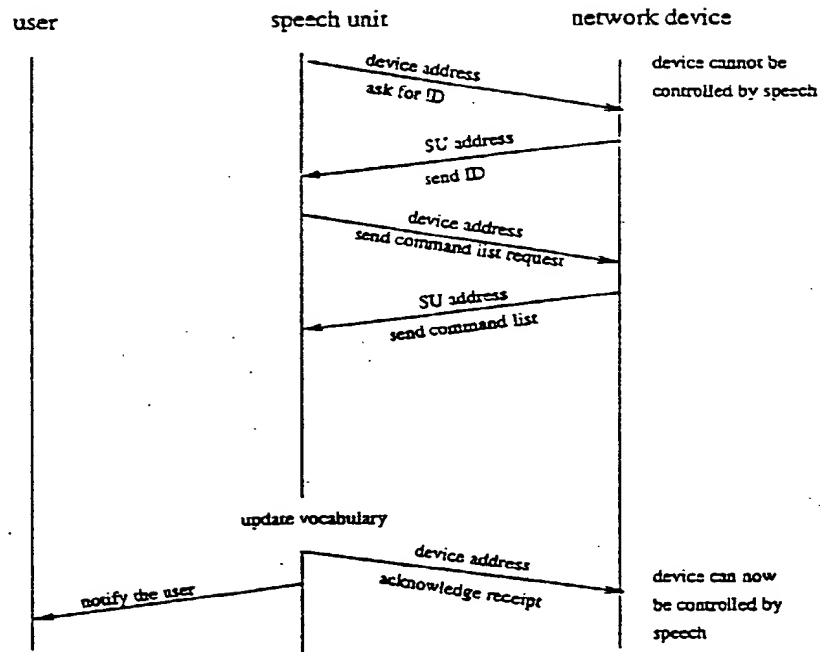 user
speech unit
network device
device address
ask for ID
device cannot be
controlled by speech
SU address
send ID
device address
send command list request
SU address
send command list
update vocabulary
device address
acknowledge receipt
notify the user
device can now
be controlled by
speech